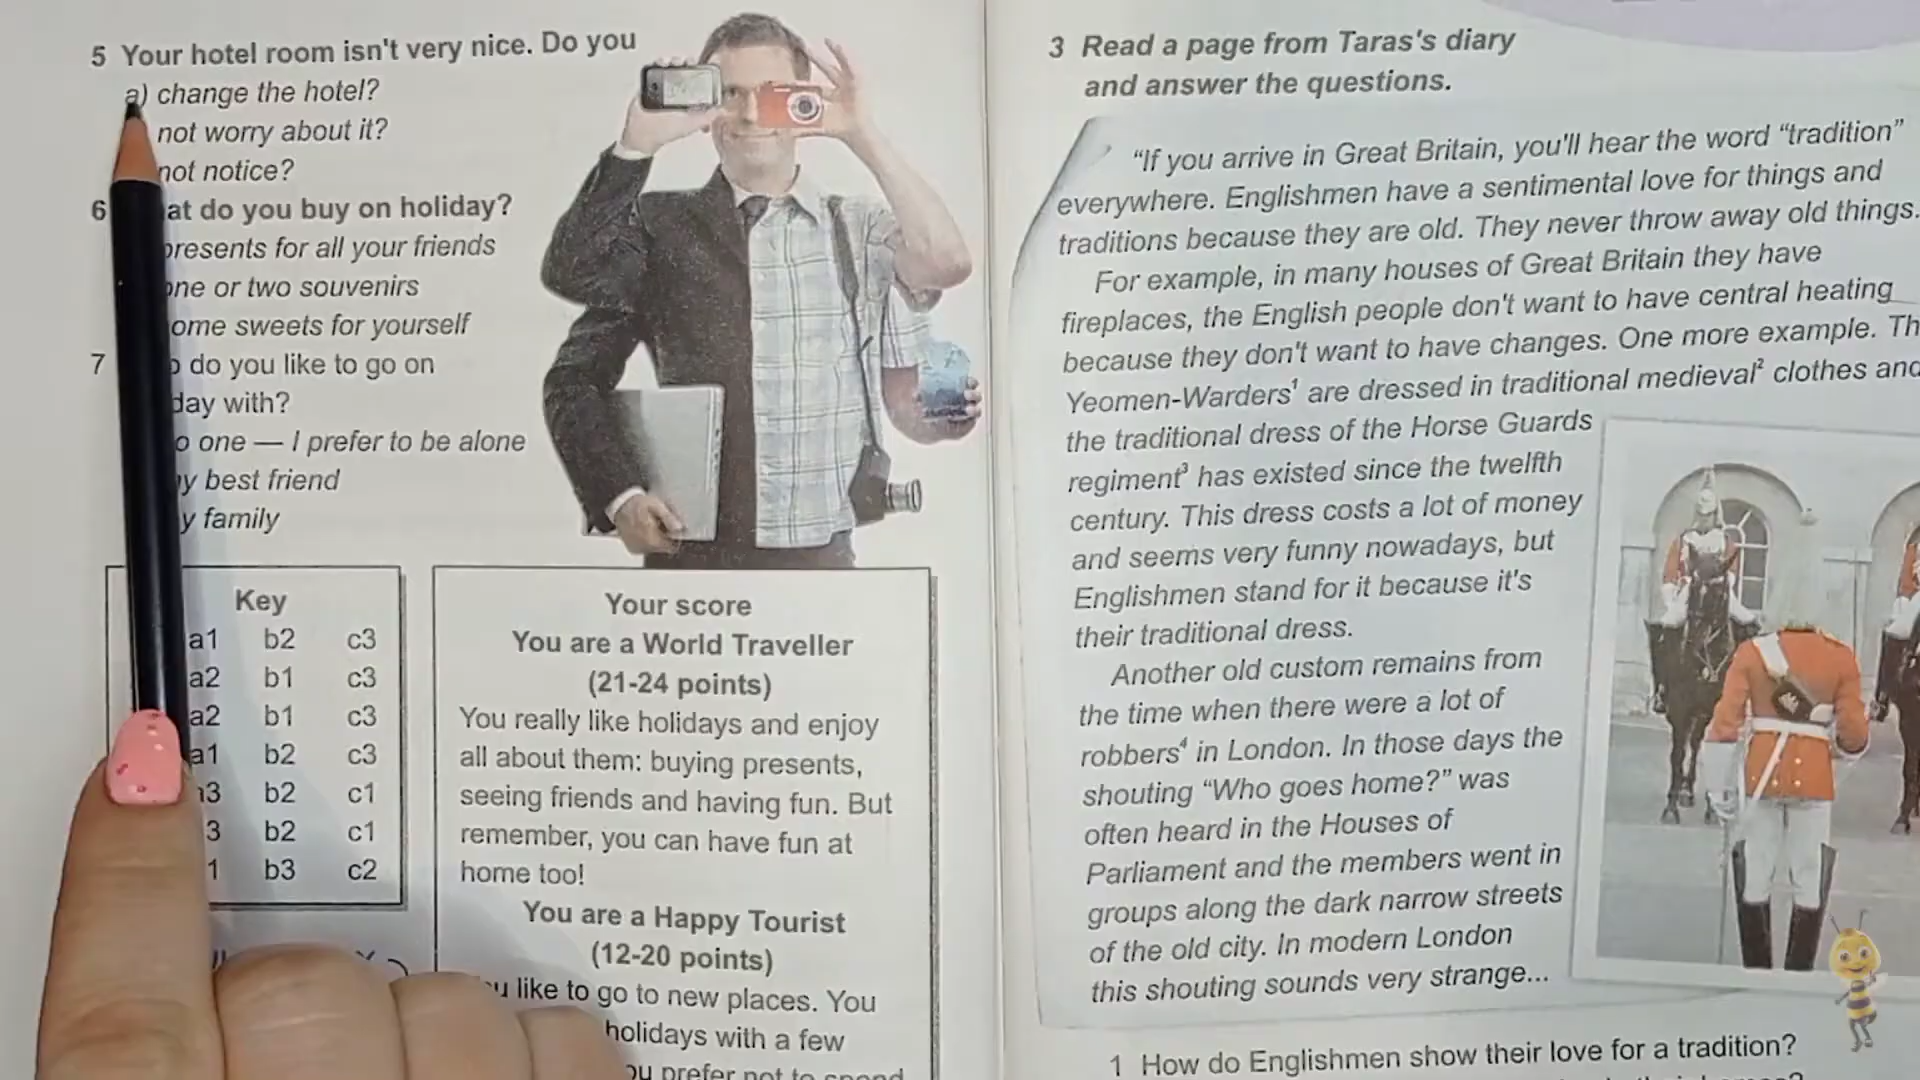 5 Your hotel room isn't very nice. Do you
a) change the hotel?
not worry about it?
not notice?
6 at do you buy on holiday?
presents for all your friends
one or two souvenirs
ome sweets for yourself
7 o do you like to go on
day with?
o one — I prefer to be alone
y best friend
y family
Key
a1 b2 c3
a2 b1 c3
a2 b1 c3
a1 b2 c3
a3 b2 c1
3 b2 c1
1 b3 c2
Your score
You are a World Traveller
(21-24 points)
You really like holidays and enjoy
all about them: buying presents,
seeing friends and having fun. But
remember, you can have fun at
home too!
You are a Happy Tourist
(12-20 points)
u like to go to new places. You
holidays with a few
ou prefer not to spend
3 Read a page from Taras's diary
and answer the questions.
“If you arrive in Great Britain, you'll hear the word “tradition”
everywhere. Englishmen have a sentimental love for things and
traditions because they are old. They never throw away old things.
For example, in many houses of Great Britain they have
fireplaces, the English people don't want to have central heating
because they don't want to have changes. One more example. Th
Yeomen-Warders¹ are dressed in traditional medieval² clothes and
the traditional dress of the Horse Guards
regiment³ has existed since the twelfth
century. This dress costs a lot of money
and seems very funny nowadays, but
Englishmen stand for it because it's
their traditional dress.
Another old custom remains from
the time when there were a lot of
robbers⁴ in London. In those days the
shouting “Who goes home?” was
often heard in the Houses of
Parliament and the members went in
groups along the dark narrow streets
of the old city. In modern London
this shouting sounds very strange...
1 How do Englishmen show their love for a tradition?